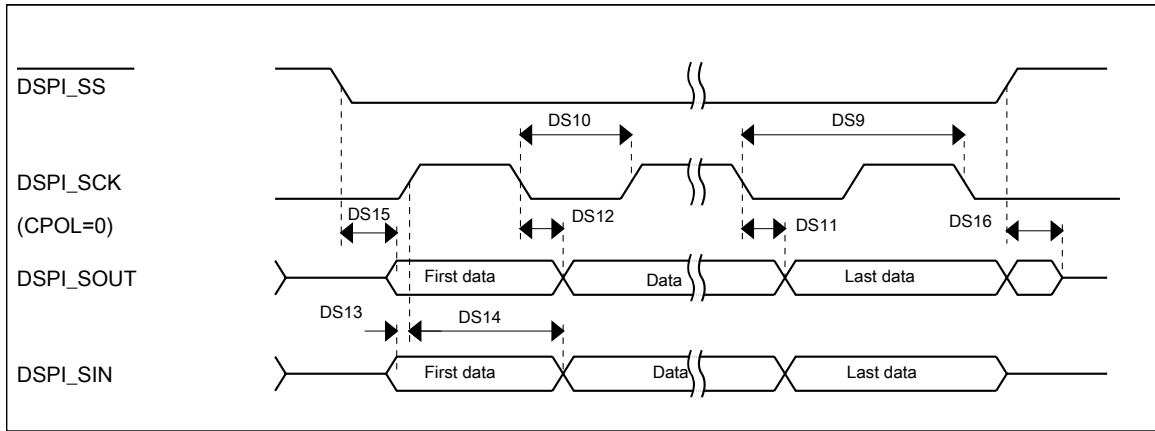 DSPI_SS
DS10
DS9
DSPI_SCK
(CPOL=0)
DS15
DS12
DS11
DS16
DSPI_SOUT
First data
Data
Last data
DS13
DS14
DSPI_SIN
First data
Data
Last data